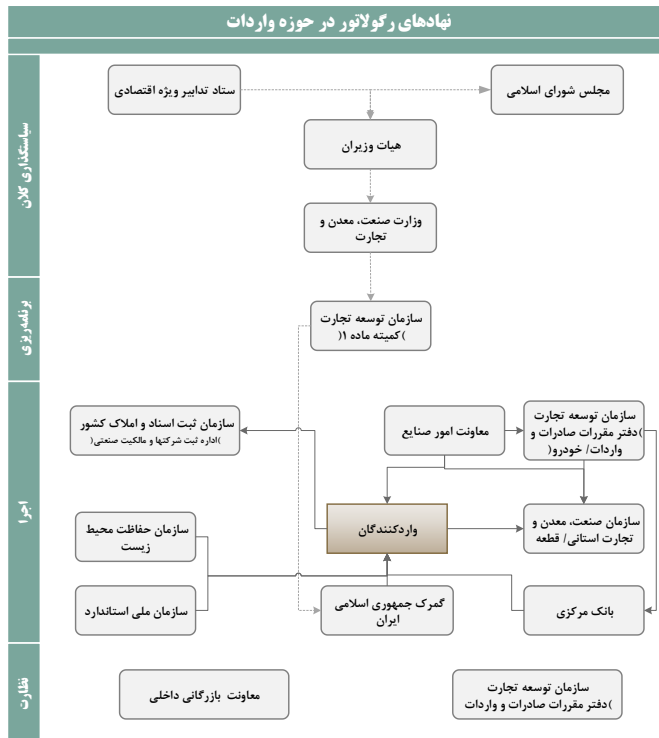 نهادهای رگولاتور در حوزه واردات
سیاستگذاری کلان
مجلس شورای اسلامی
ستاد تدابیر ویژه اقتصادی
هیات وزیران
وزارت صنعت، معدن و
تجارت
برنامه‌ریزی
سازمان توسعه تجارت
)کمیته ماده ۱(
اجرا
سازمان توسعه تجارت
)دفتر مقررات صادرات و
واردات/ خودرو(
معاونت امور صنایع
سازمان ثبت اسناد و املاک کشور
)اداره ثبت شرکتها و مالکیت صنعتی(
سازمان صنعت، معدن و
تجارت استانی/ قطعه
واردکنندگان
سازمان حفاظت محیط
زیست
بانک مرکزی
گمرک جمهوری اسلامی
ایران
سازمان ملی استاندارد
نظارت
سازمان توسعه تجارت
)دفتر مقررات صادرات و واردات
معاونت بازرگانی داخلی